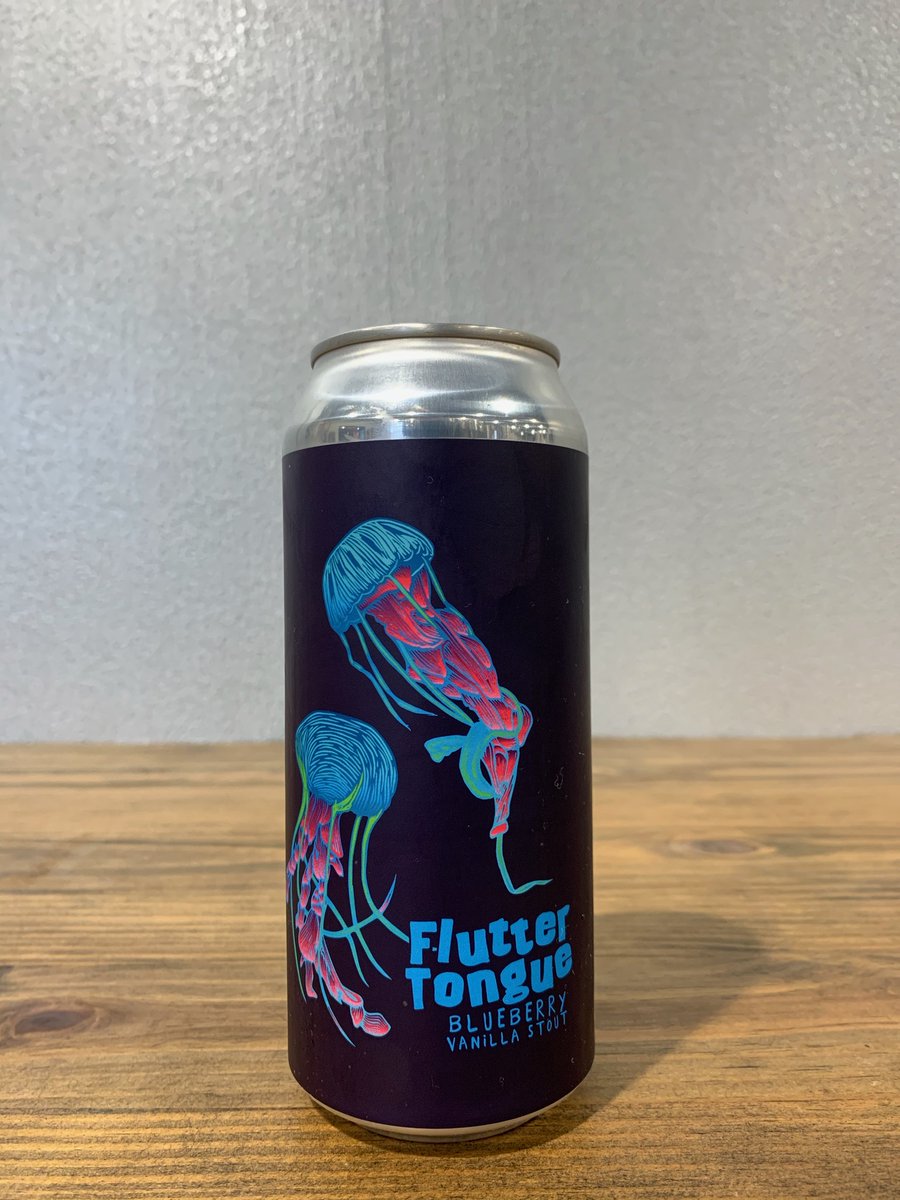 Flutter
Tongue
BLUEBERRY
VANiLLA STOUT